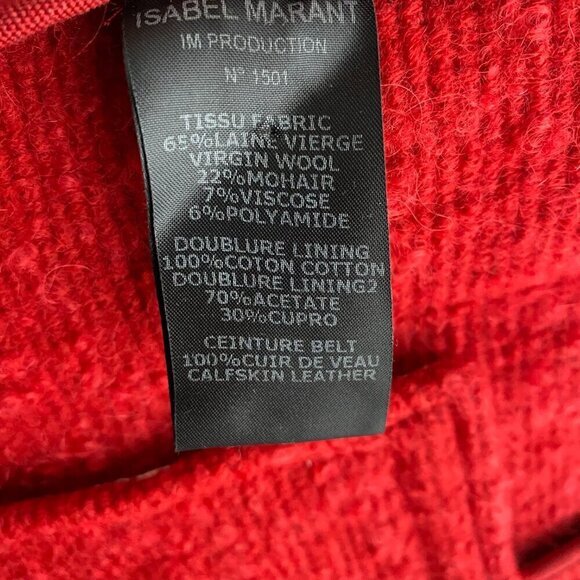 ISABEL MARANT
IM PRODUCTION
N° 1501
TISSU FABRIC
65%LAINE VIERGE
VIRGIN WOOL
22%MOHAIR
7%VISCOSE
6%POLYAMIDE
DOUBLURE LINING
100%COTON COTTON
DOUBLURE LINING2
70%ACETATE
30%CUPRO
CEINTURE BELT
100%CUIR DE VEAU
CALFSKIN LEATHER